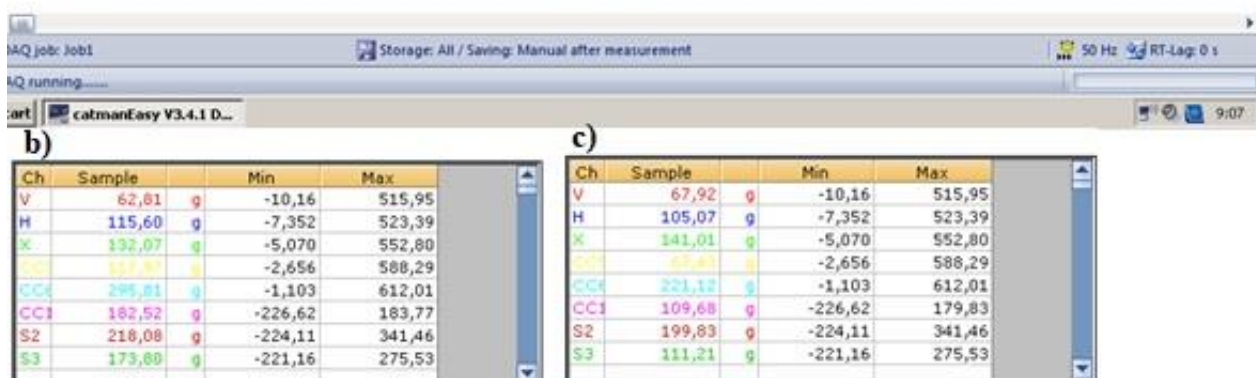 DAQ job: Job1 Storage: All / Saving: Manual after measurement 50 Hz RT-Lag: 0 s
AQ running.......
art catmanEasy V3.4.1 D... 9:07
b)
Ch Sample Min Max
V 62,81 g -10,16 515,95
H 115,60 g -7,352 523,39
X 132,07 g -5,070 552,80
g -2,656 588,29
CC6 295,81 g -1,103 612,01
CC1 182,52 g -226,62 183,77
S2 218,08 g -224,11 341,46
S3 173,80 g -221,16 275,53
c)
Ch Sample Min Max
V 67,92 g -10,16 515,95
H 105,07 g -7,352 523,39
X 141,01 g -5,070 552,80
g -2,656 588,29
CC6 221,12 g -1,103 612,01
CC1 109,68 g -226,62 179,83
S2 199,83 g -224,11 341,46
S3 111,21 g -221,16 275,53